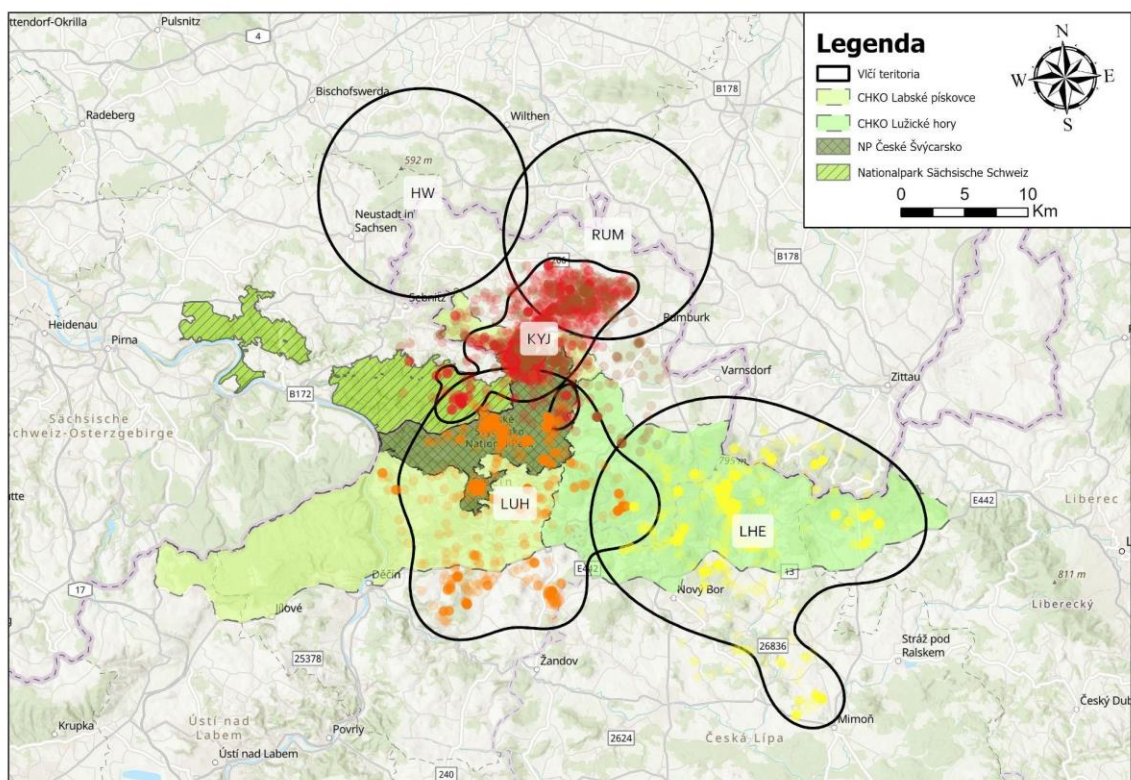 ttendorf-Okrilla
Pulsnitz
4
Legenda
Vlčí teritoria
CHKO Labské pískovce
CHKO Lužické hory
NP České Švýcarsko
Nationalpark Sächsische Schweiz
0 5 10
Km
N
W E
S
B178
Bischofswerda
Radeberg
Wilthen
592 m
HW
Neustadt in
Sachsen
RUM
B178
Sebnitz
Heidenau
Pirna
KYJ
Rumburk
Varnsdorf
Zittau
B172
Sächsische
Schweiz-Osterzgebirge
795 m
LUH
LHE
E442
Liberec
E442
13
Děčín
17
Jílové
Nový Bor
811 m
Liberecký
26836
Stráž pod
Ralskem
25378
Žandov
Krupka
Ústí nad
Labem
Povrly
Mimoň
Český Dub
2624
Česká Lípa
Ústí nad Labem
240